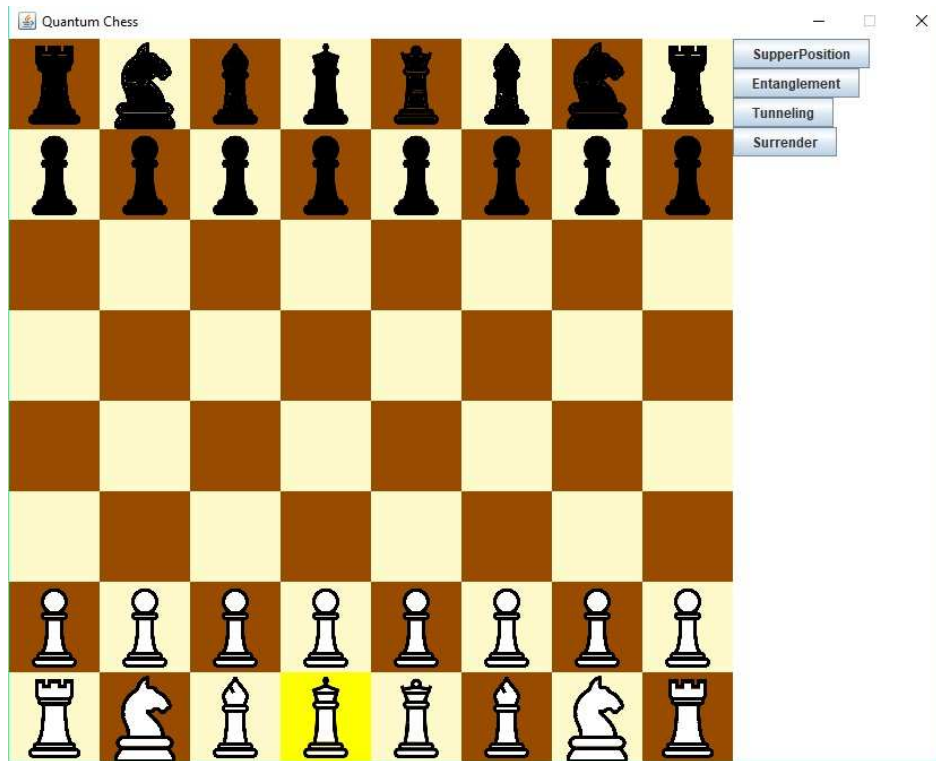 Quantum Chess
SupperPosition
Entanglement
Tunneling
Surrender